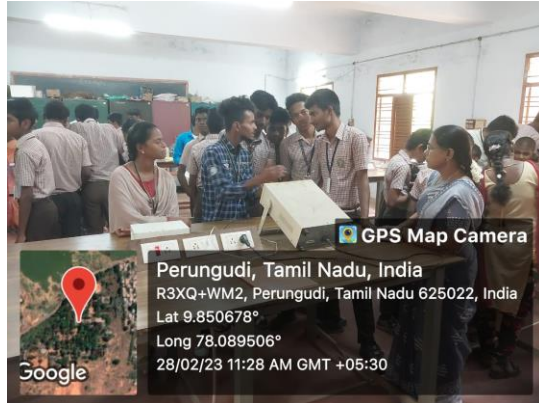 GPS Map Camera
Perungudi, Tamil Nadu, India
R3XQ+WM2, Perungudi, Tamil Nadu 625022, India
Lat 9.850678°
Long 78.089506°
28/02/23 11:28 AM GMT +05:30
Google